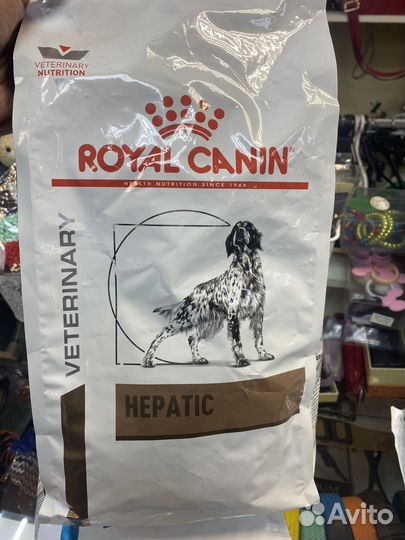 VETERINARY
NUTRITION
ROYAL CANIN
HEALTH NUTRITION SINCE 1968
VETERINARY
HEPATIC
Avito